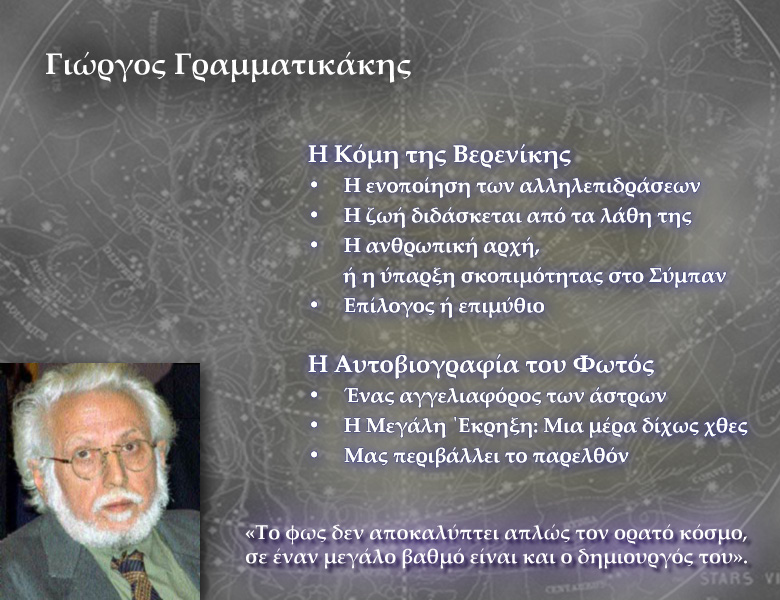 Γιώργος Γραμματικάκης
Η Κόμη της Βερενίκης
• Η ενοποίηση των αλληλεπιδράσεων
• Η ζωή διδάσκεται από τα λάθη της
• Η ανθρωπική αρχή,
ή η ύπαρξη σκοπιμότητας στο Σύμπαν
• Επίλογος ή επιμύθιο
Η Αυτοβιογραφία του Φωτός
• Ένας αγγελιαφόρος των άστρων
• Η Μεγάλη Έκρηξη: Μια μέρα δίχως χθες
• Μας περιβάλλει το παρελθόν
«Το φως δεν αποκαλύπτει απλώς τον ορατό κόσμο,
σε έναν μεγάλο βαθμό είναι και ο δημιουργός του».
STARS VI